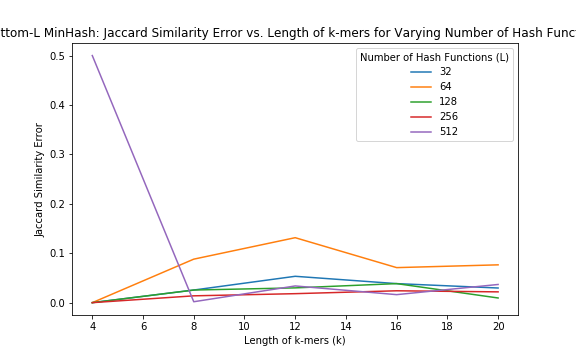 ttom-L MinHash: Jaccard Similarity Error vs. Length of k-mers for Varying Number of Hash Func
Number of Hash Functions (L)
32
64
128
256
512
Jaccard Similarity Error
0.5
0.4
0.3
0.2
0.1
0.0
4 6 8 10 12 14 16 18 20
Length of k-mers (k)